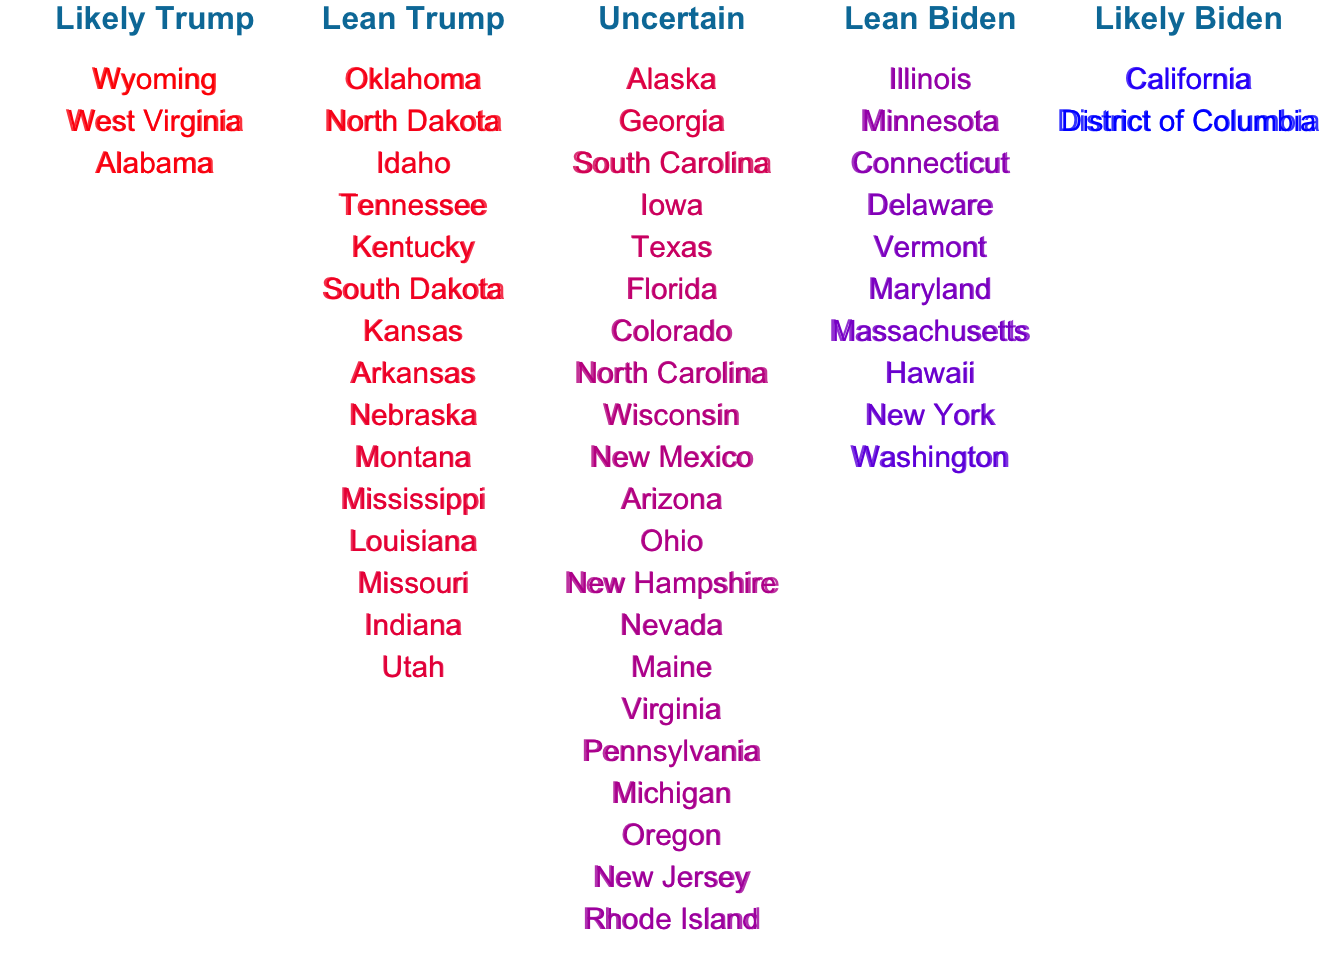 Likely Trump Lean Trump Uncertain Lean Biden Likely Biden
Wyoming Oklahoma Alaska Illinois California
West Virginia North Dakota Georgia Minnesota District of Columbia
Alabama Idaho South Carolina Connecticut
Tennessee Iowa Delaware
Kentucky Texas Vermont
South Dakota Florida Maryland
Kansas Colorado Massachusetts
Arkansas North Carolina Hawaii
Nebraska Wisconsin New York
Montana New Mexico Washington
Mississippi Arizona
Louisiana Ohio
Missouri New Hampshire
Indiana Nevada
Utah Maine
Virginia
Pennsylvania
Michigan
Oregon
New Jersey
Rhode Island